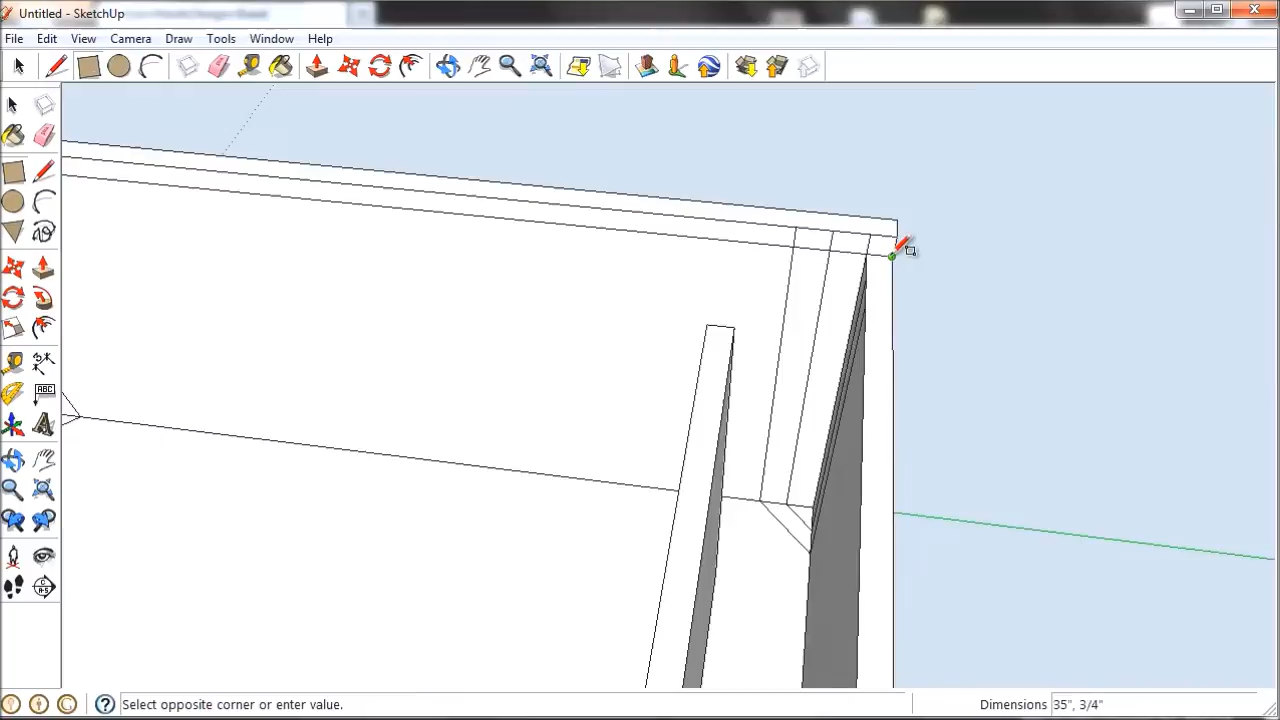 Untitled - SketchUp
File Edit View Camera Draw Tools Window Help
ABC
A
Select opposite corner or enter value.
Dimensions 35", 3/4"